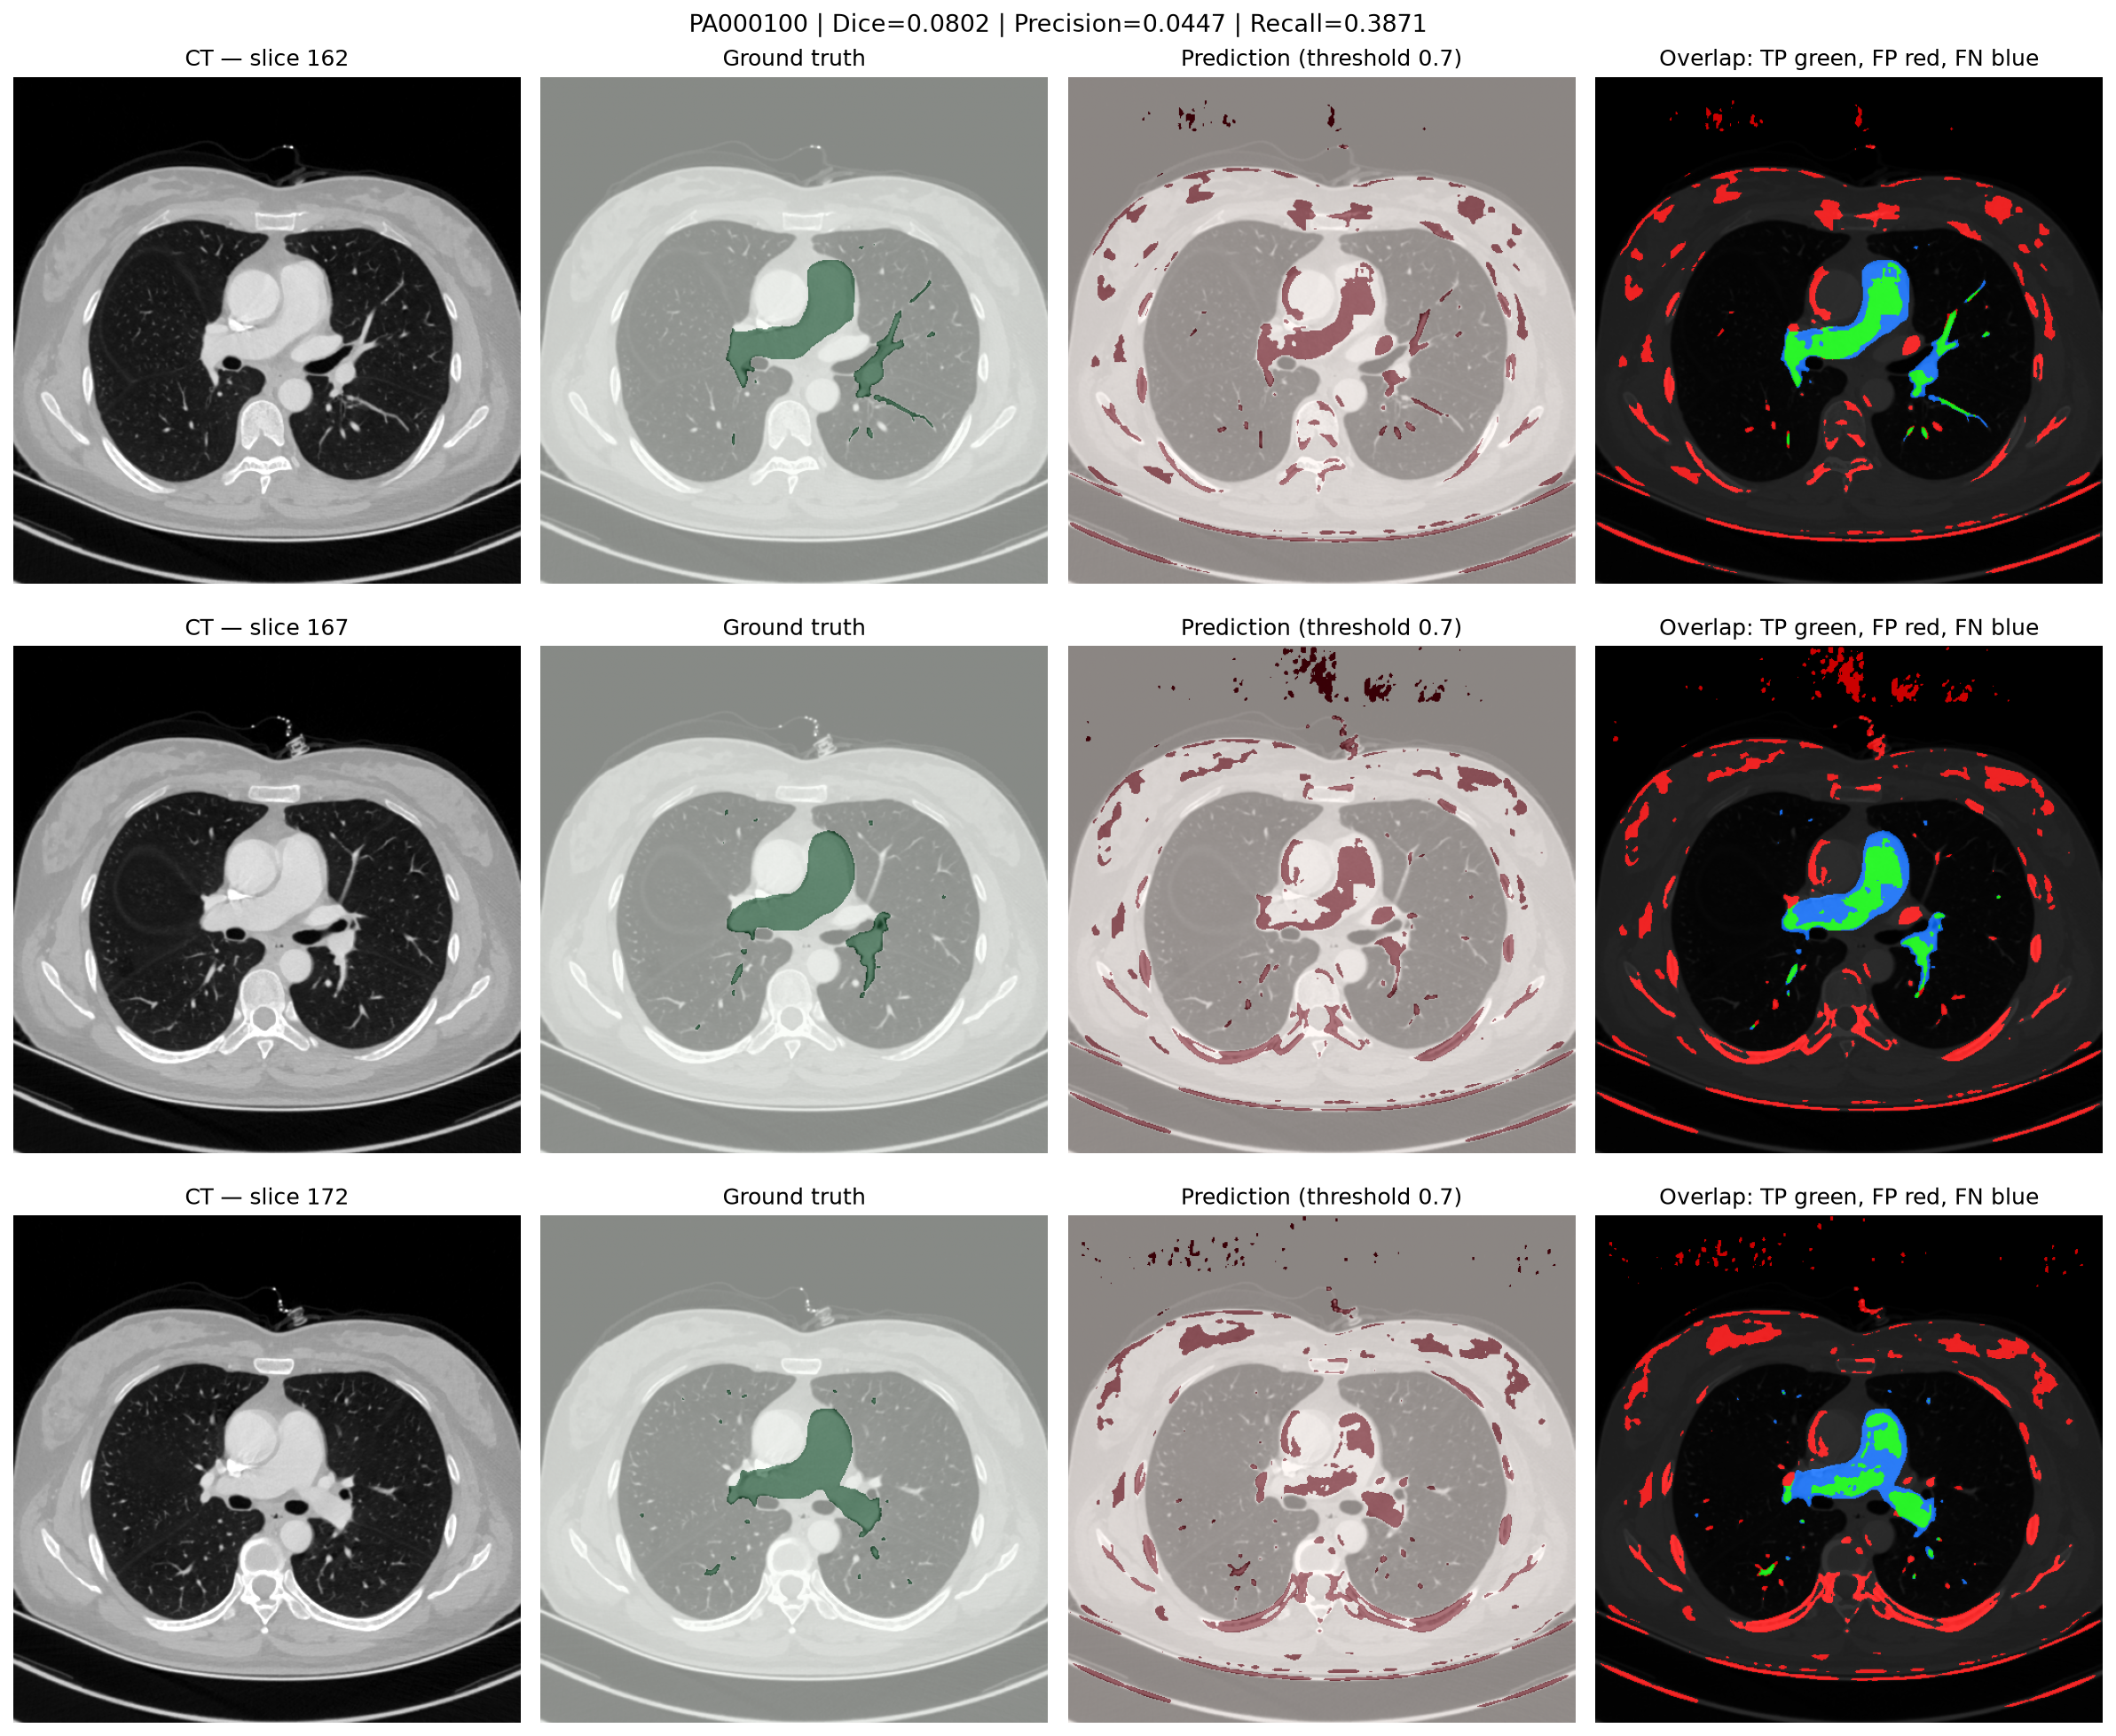 PA000100 | Dice=0.0802 | Precision=0.0447 | Recall=0.3871
CT — slice 162
Ground truth
Prediction (threshold 0.7)
Overlap: TP green, FP red, FN blue
CT — slice 167
Ground truth
Prediction (threshold 0.7)
Overlap: TP green, FP red, FN blue
CT — slice 172
Ground truth
Prediction (threshold 0.7)
Overlap: TP green, FP red, FN blue